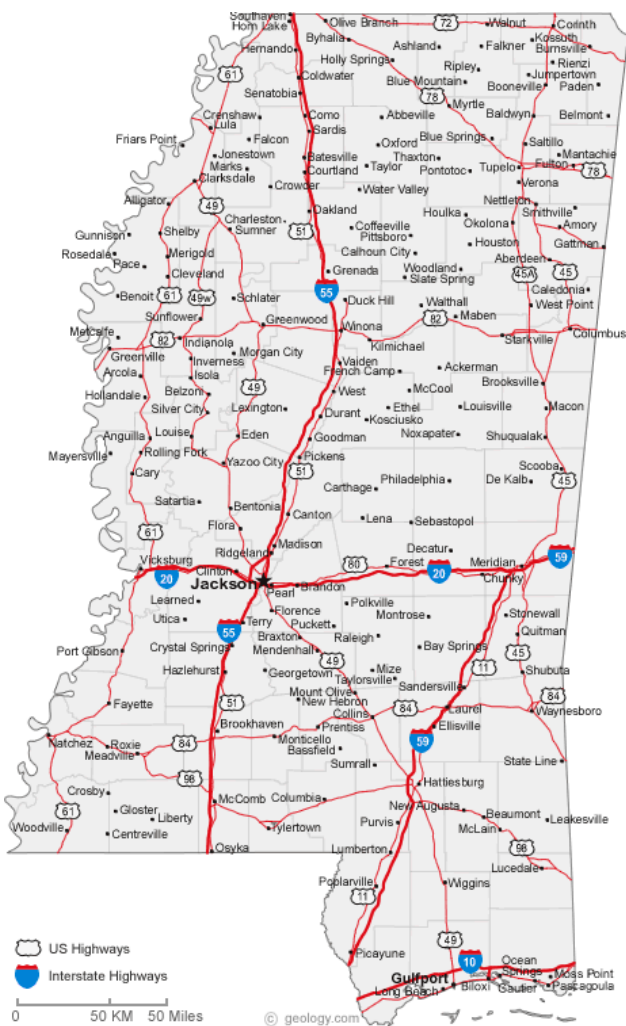 Southaven
Horn Lake
Olive Branch
72
Walnut
Corinth
Byhalia
Ashland
Falkner
Kossuth
Burnsville
Hernando
Holly Springs
Ripley
Rienzi
Jumpertown
61
Coldwater
Blue Mountain
Booneville
Paden
Senatobia
78
Myrtle
Crenshaw
Como
Abbeville
Baldwyn
Belmont
Lula
Sardis
Friars Point
Falcon
Oxford
Blue Springs
Saltillo
Jonestown
Batesville
Thaxton
Mantachie
Marks
Courtland
Taylor
Pontotoc
Tupelo
Fulton
78
Clarksdale
Crowder
Water Valley
Verona
Alligator
49
Oakland
Houlka
Nettleton
Smithville
Charleston
Sumner
51
Coffeeville
Okolona
Amory
Gunnison
Shelby
Pittsboro
Houston
Gattman
Rosedale
Merigold
Calhoun City
Aberdeen
Pace
Cleveland
Grenada
Woodland
45A
45
Slate Spring
Caledonia
Benoit
61
49w
Schlater
55
Duck Hill
Walthall
West Point
Sunflower
Greenwood
82
Maben
Metcalfe
82
Indianola
Winona
Columbus
Greenville
Morgan City
Kilmichael
Starkville
Inverness
Vaiden
Arcola
Isola
French Camp
Ackerman
Hollandale
Belzoni
49
West
McCool
Brooksville
Silver City
Lexington
Durant
Ethel
Louisville
Macon
Kosciusko
Anguilla
Louise
Eden
Goodman
Noxapater
Shuqualak
Mayersville
Rolling Fork
Pickens
Yazoo City
51
Scooba
Cary
Carthage
Philadelphia
De Kalb
45
Satartia
Bentonia
Canton
Lena
Sebastopol
61
Flora
Madison
Ridgeland
Decatur
Vicksburg
80
Forest
Meridian
59
Clinton
20
Jackson
20
Chunky
Pearl
Brandon
Learned
Florence
Polkville
Stonewall
Utica
55
Terry
Puckett
Montrose
Quitman
Crystal Springs
Braxton
Raleigh
Port Gibson
Mendenhall
Bay Springs
45
49
11
Hazlehurst
Georgetown
Mize
Shubuta
Taylorsville
Sandersville
Fayette
51
Mount Olive
84
New Hebron
84
Laurel
Waynesboro
Collins
Brookhaven
Prentiss
Ellisville
Natchez
Roxie
84
Monticello
59
Meadville
Bassfield
Sumrall
State Line
98
Crosby
McComb
Columbia
Hattiesburg
61
Gloster
New Augusta
Beaumont
Liberty
Purvis
McLain
Leakesville
Woodville
Centreville
Tylertown
98
Osyka
Lumberton
Lucedale
Poplarville
Wiggins
11
49
Picayune
10
Ocean
Springs
Gulfport
Moss Point
Long Beach
Biloxi
Gautier
Pascagoula
US Highways
Interstate Highways
0
50 KM
50 Miles
© geology.com